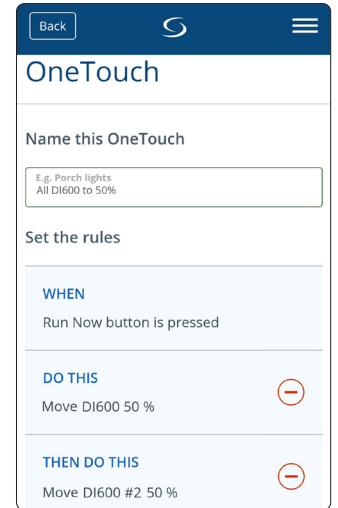 Back
OneTouch
Name this OneTouch
E.g. Porch lights
All DI600 to 50%
Set the rules
WHEN
Run Now button is pressed
DO THIS
Move DI600 50 %
THEN DO THIS
Move DI600 #2 50 %